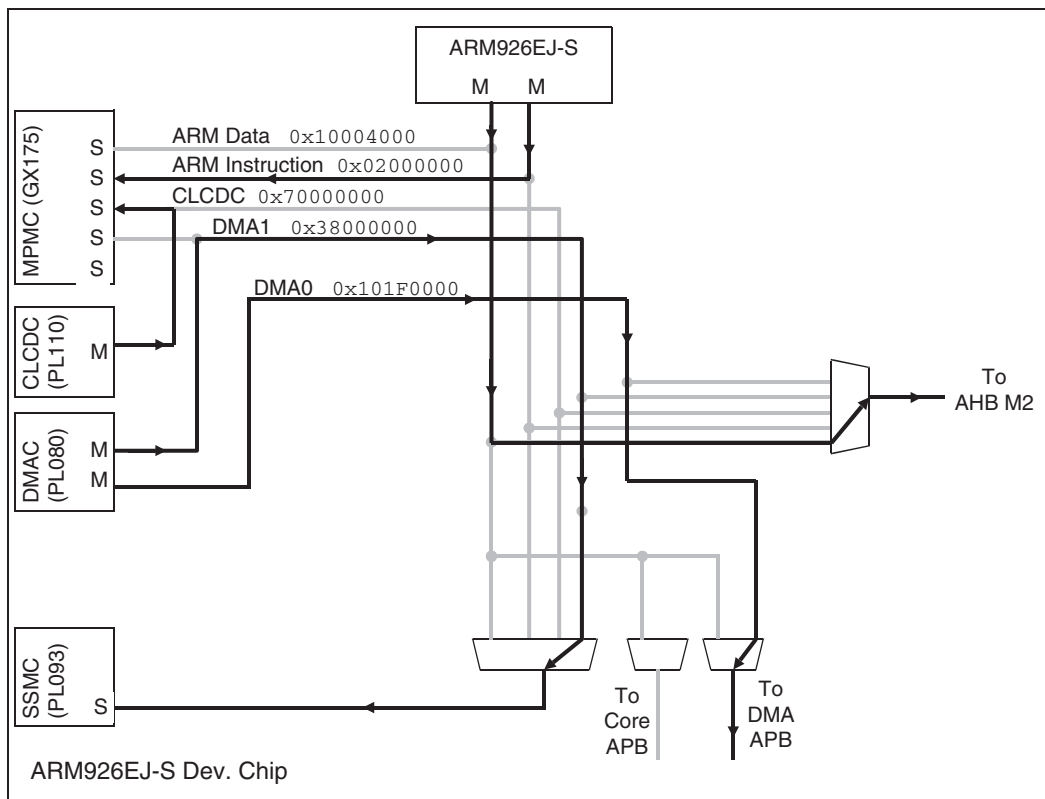 ARM926EJ-S
M M
MPMC (GX175)
S
S
S
S
S
ARM Data 0x10004000
ARM Instruction 0x02000000
CLCDC 0x70000000
DMA1 0x38000000
DMA0 0x101F0000
CLCDC
(PL110)
M
To
AHB M2
DMAC
(PL080)
M
M
SSMC
(PL093)
S
To
Core
APB
To
DMA
APB
ARM926EJ-S Dev. Chip